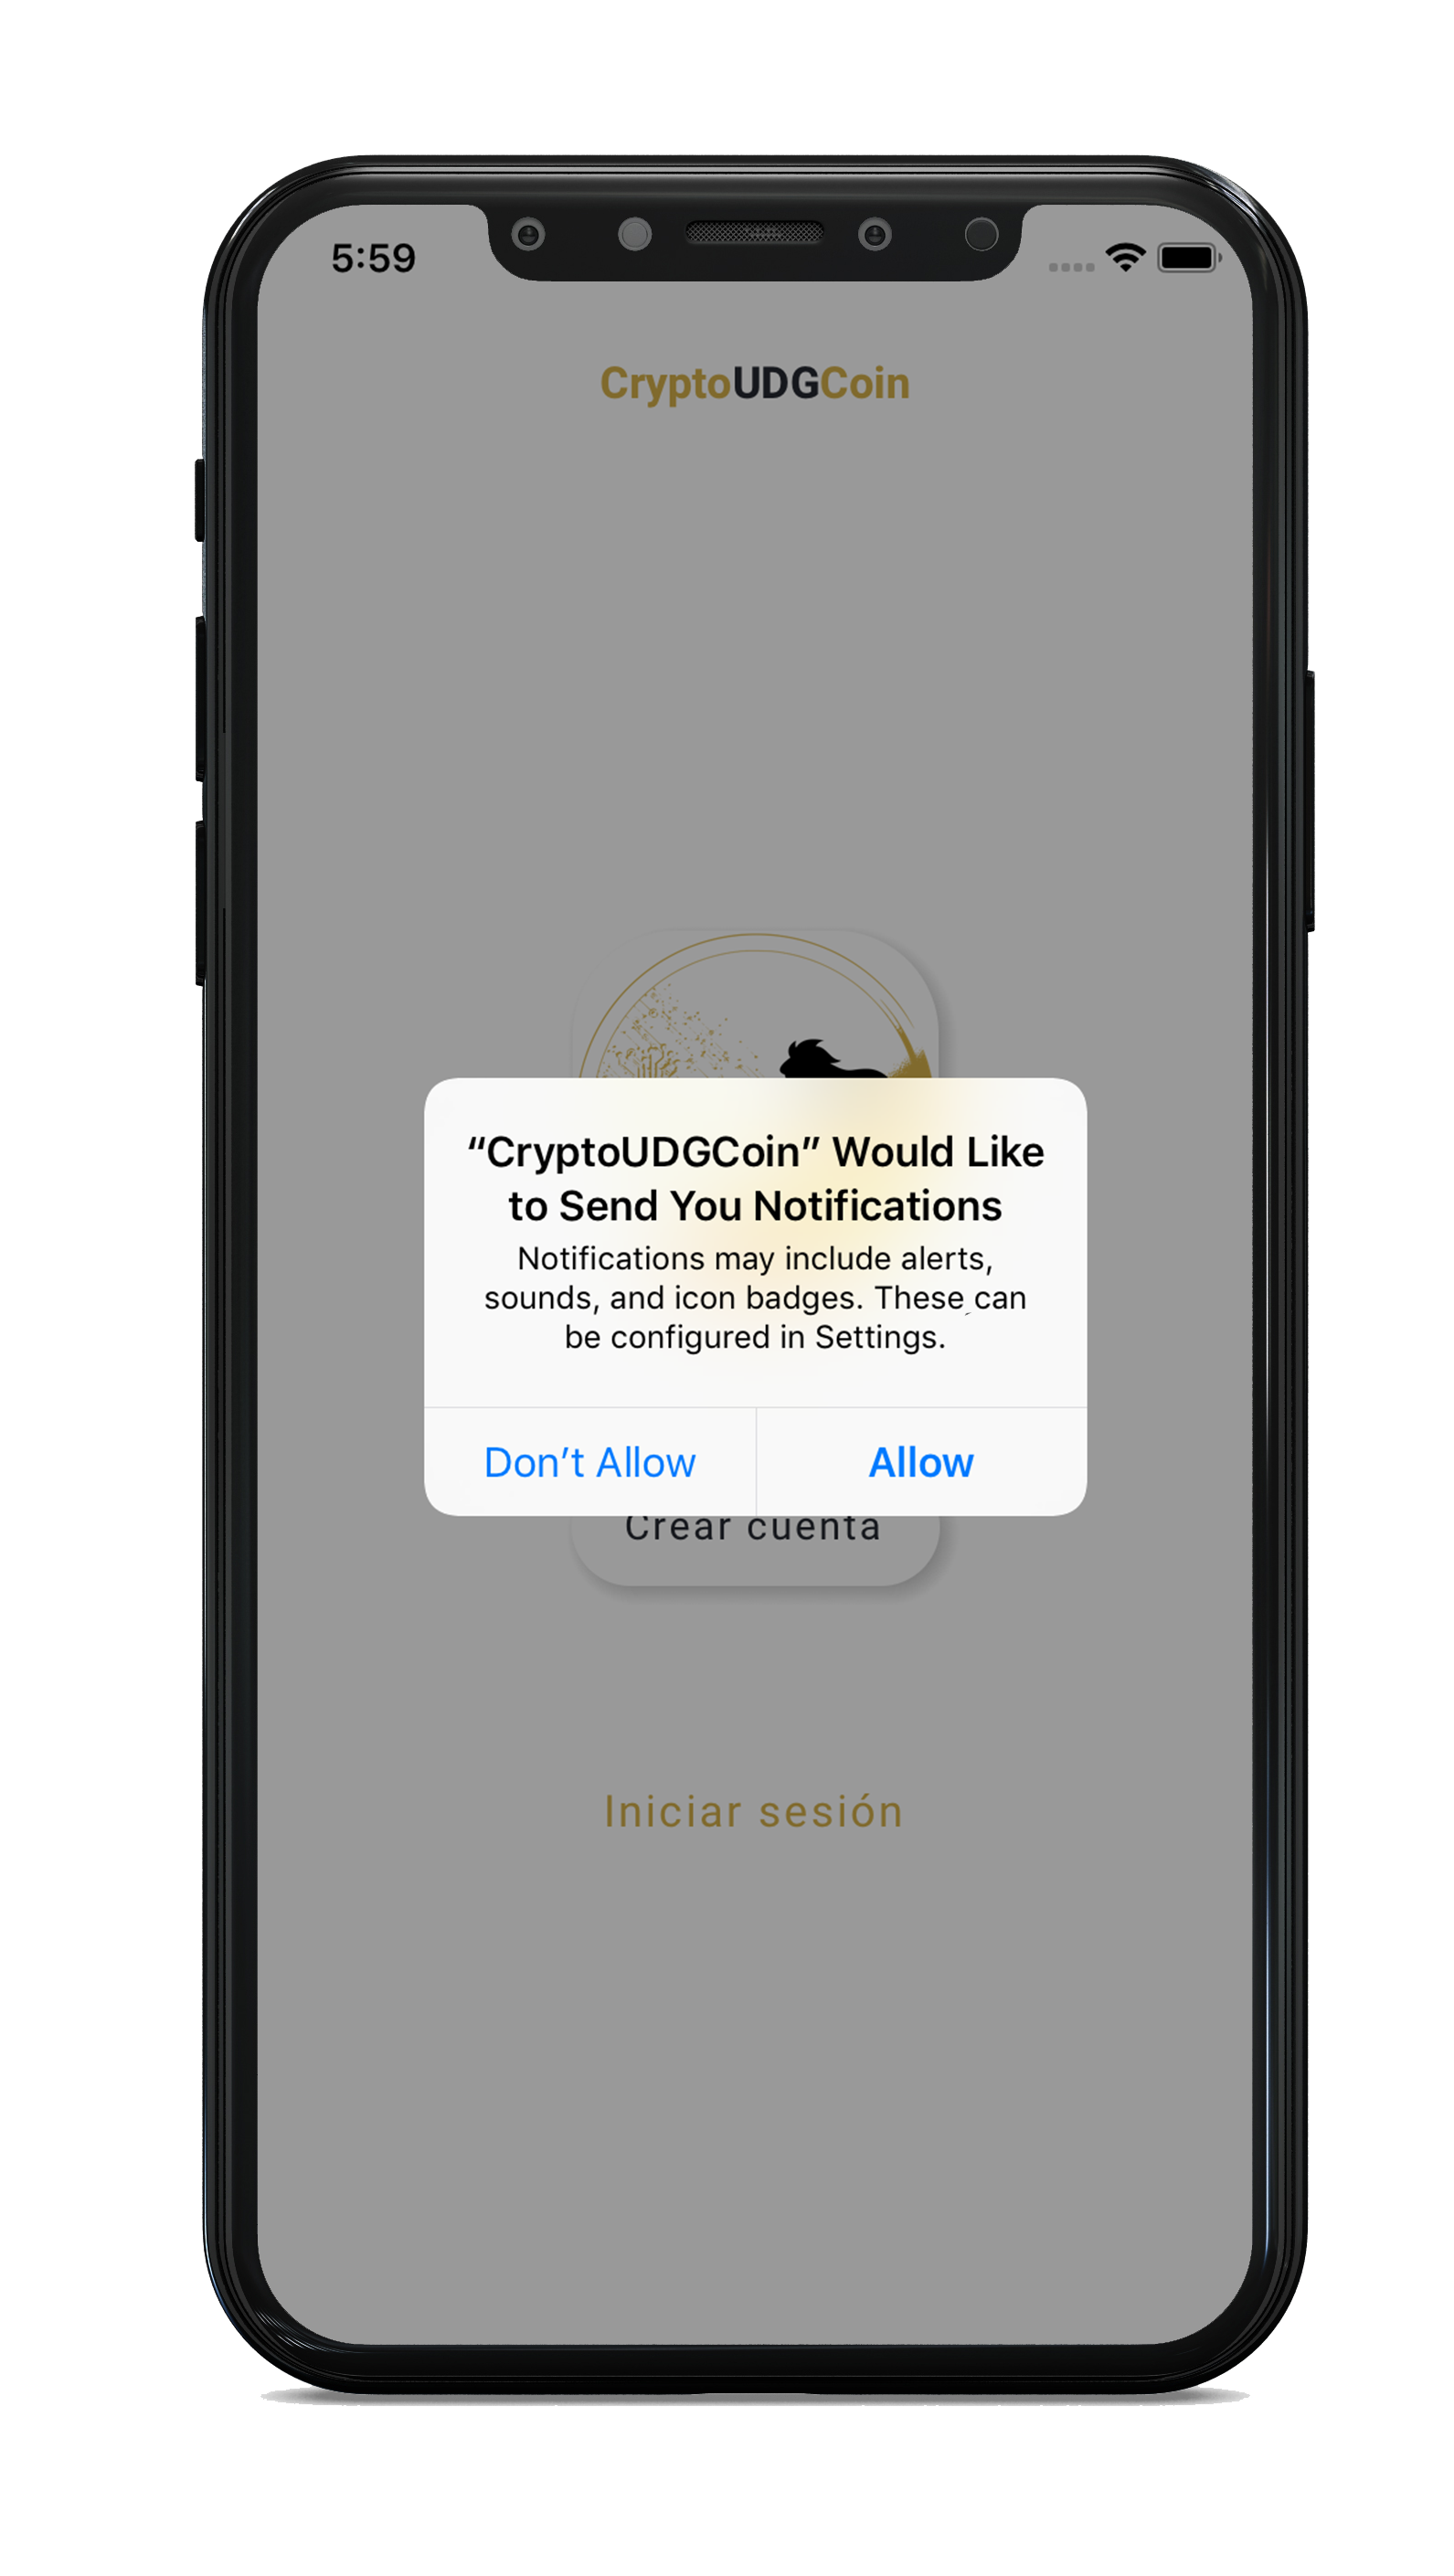 5:59
CryptoUDGCoin
“CryptoUDGCoin” Would Like
to Send You Notifications
Notifications may include alerts,
sounds, and icon badges. These can
be configured in Settings.
Don’t Allow
Allow
Crear cuenta
Iniciar sesión